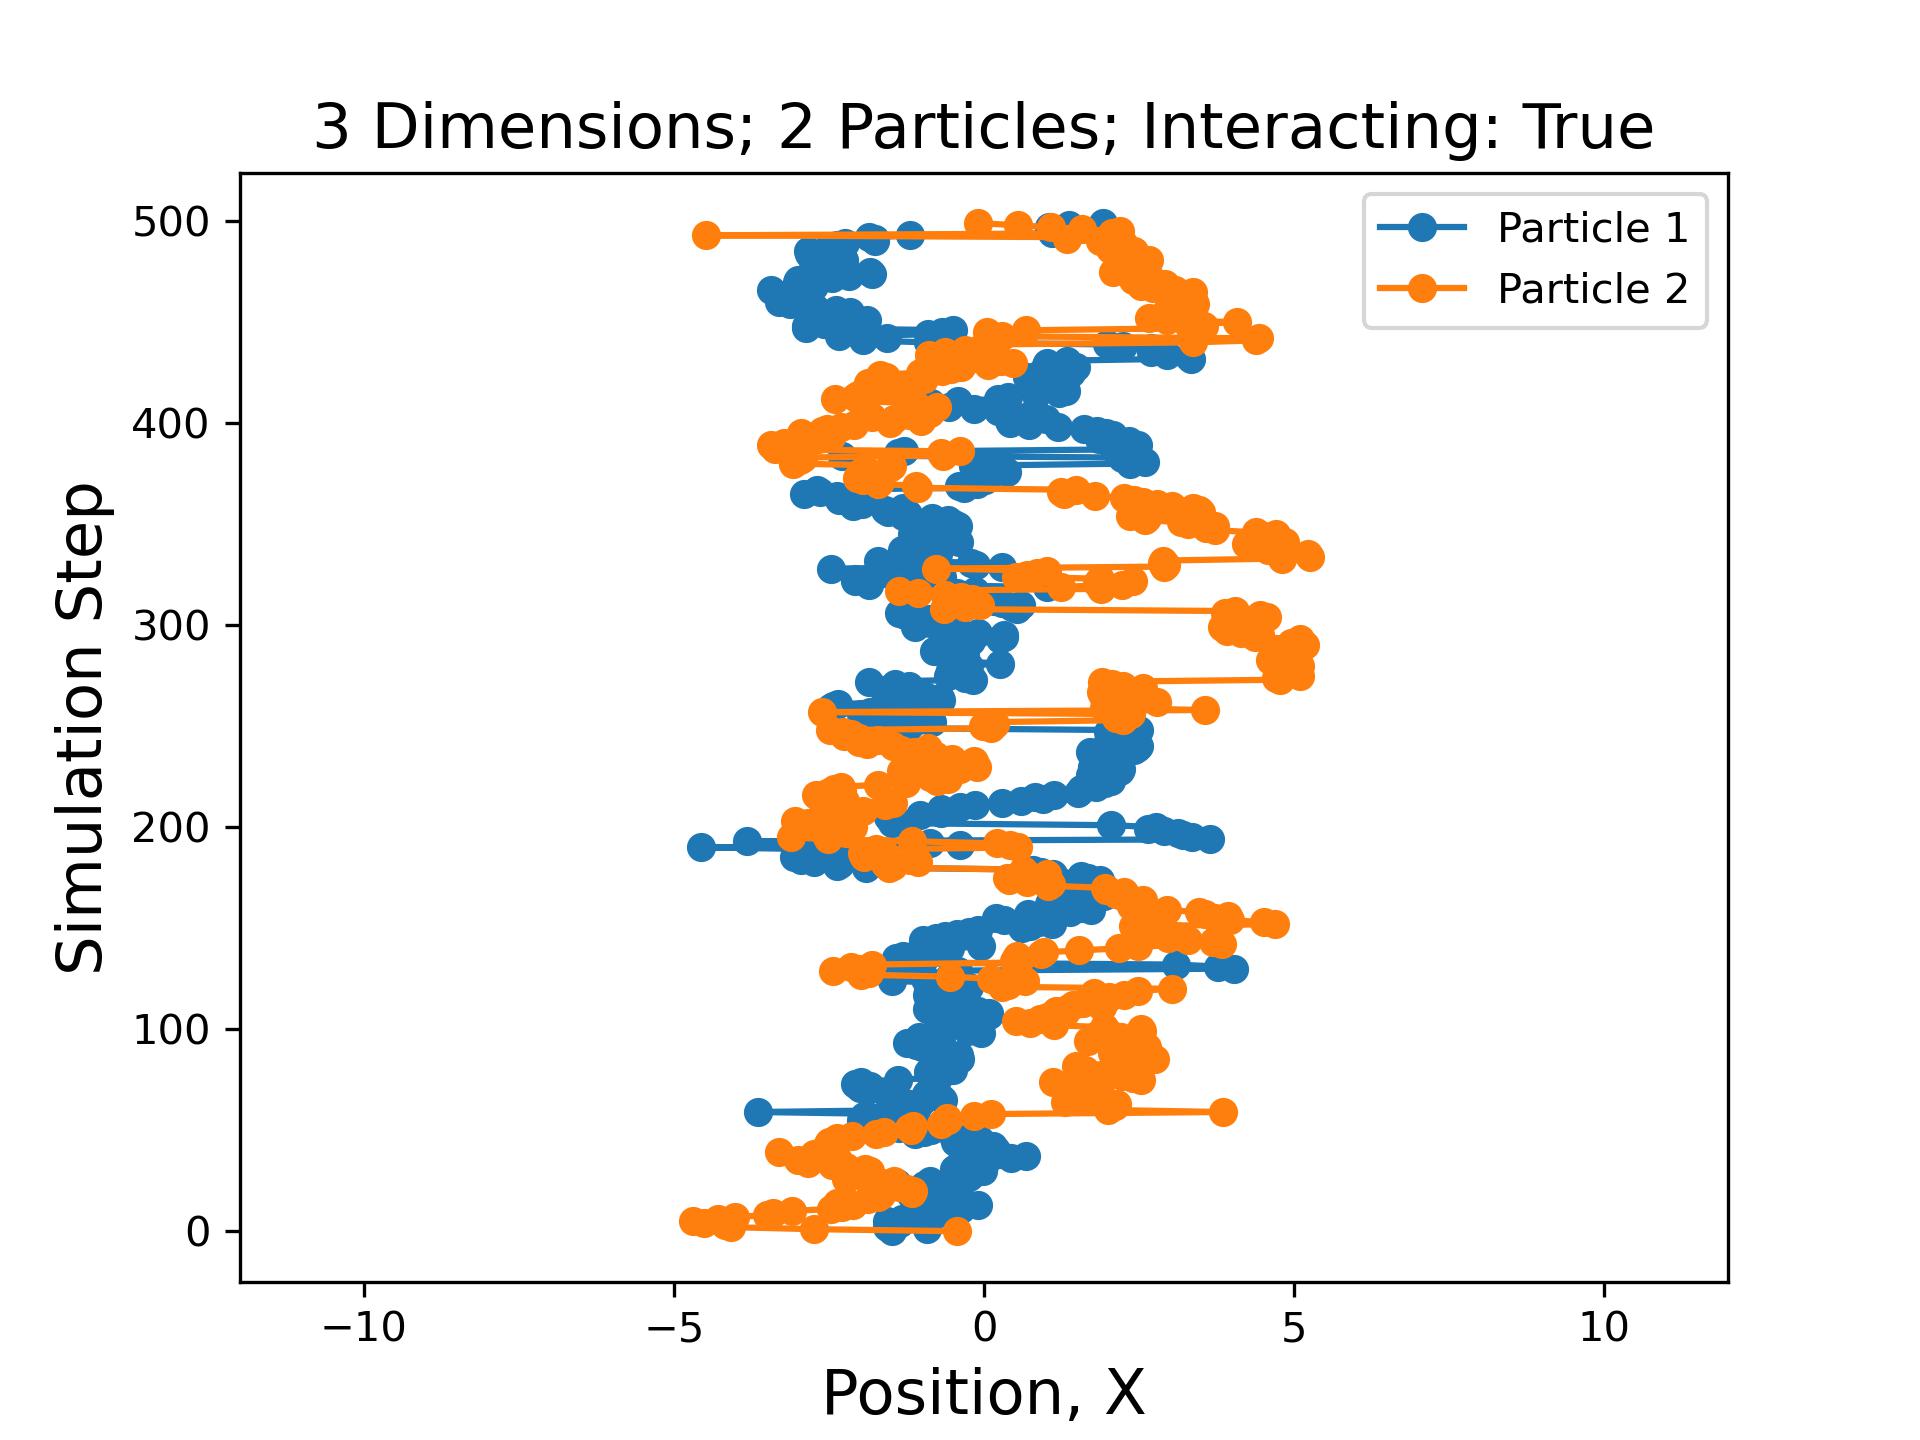 3 Dimensions; 2 Particles; Interacting: True
Particle 1
Particle 2
Simulation Step
500
400
300
200
100
0
−10
−5
0
5
10
Position, X